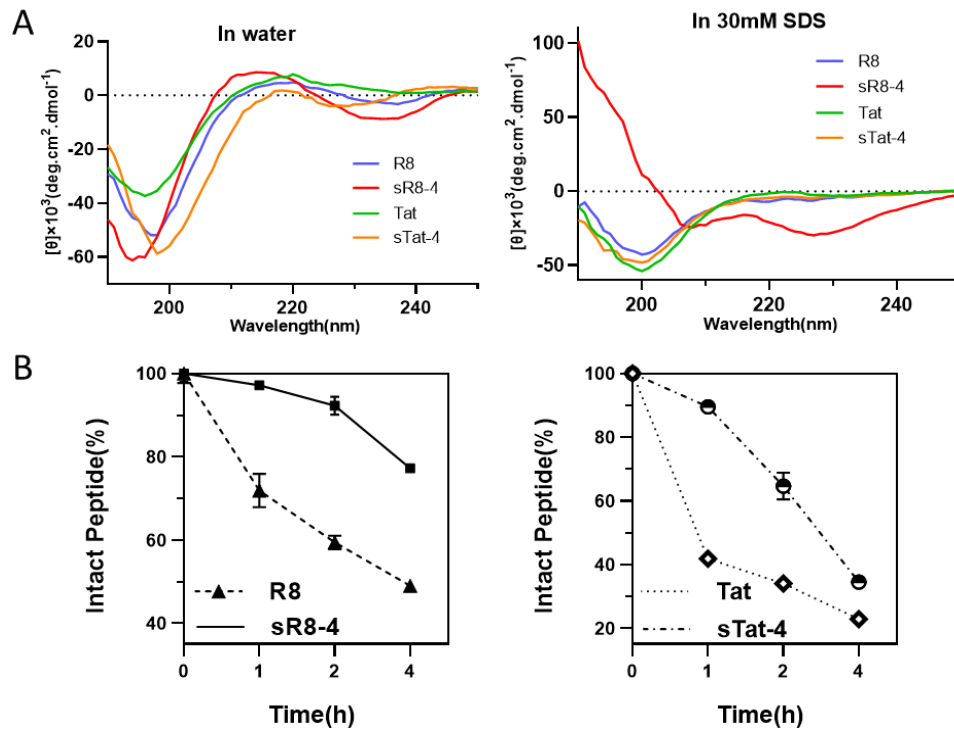 A
In water
[θ]×10³(deg.cm².dmol⁻¹)
20
0
-20
-40
-60
200
220
240
Wavelength(nm)
R8
sR8-4
Tat
sTat-4
In 30mM SDS
[θ]×10³(deg.cm².dmol⁻¹)
100
50
0
-50
200
220
240
Wavelength(nm)
R8
sR8-4
Tat
sTat-4
B
Intact Peptide(%)
100
80
60
40
0
1
2
4
Time(h)
R8
sR8-4
Intact Peptide(%)
100
80
60
40
20
0
1
2
4
Time(h)
Tat
sTat-4